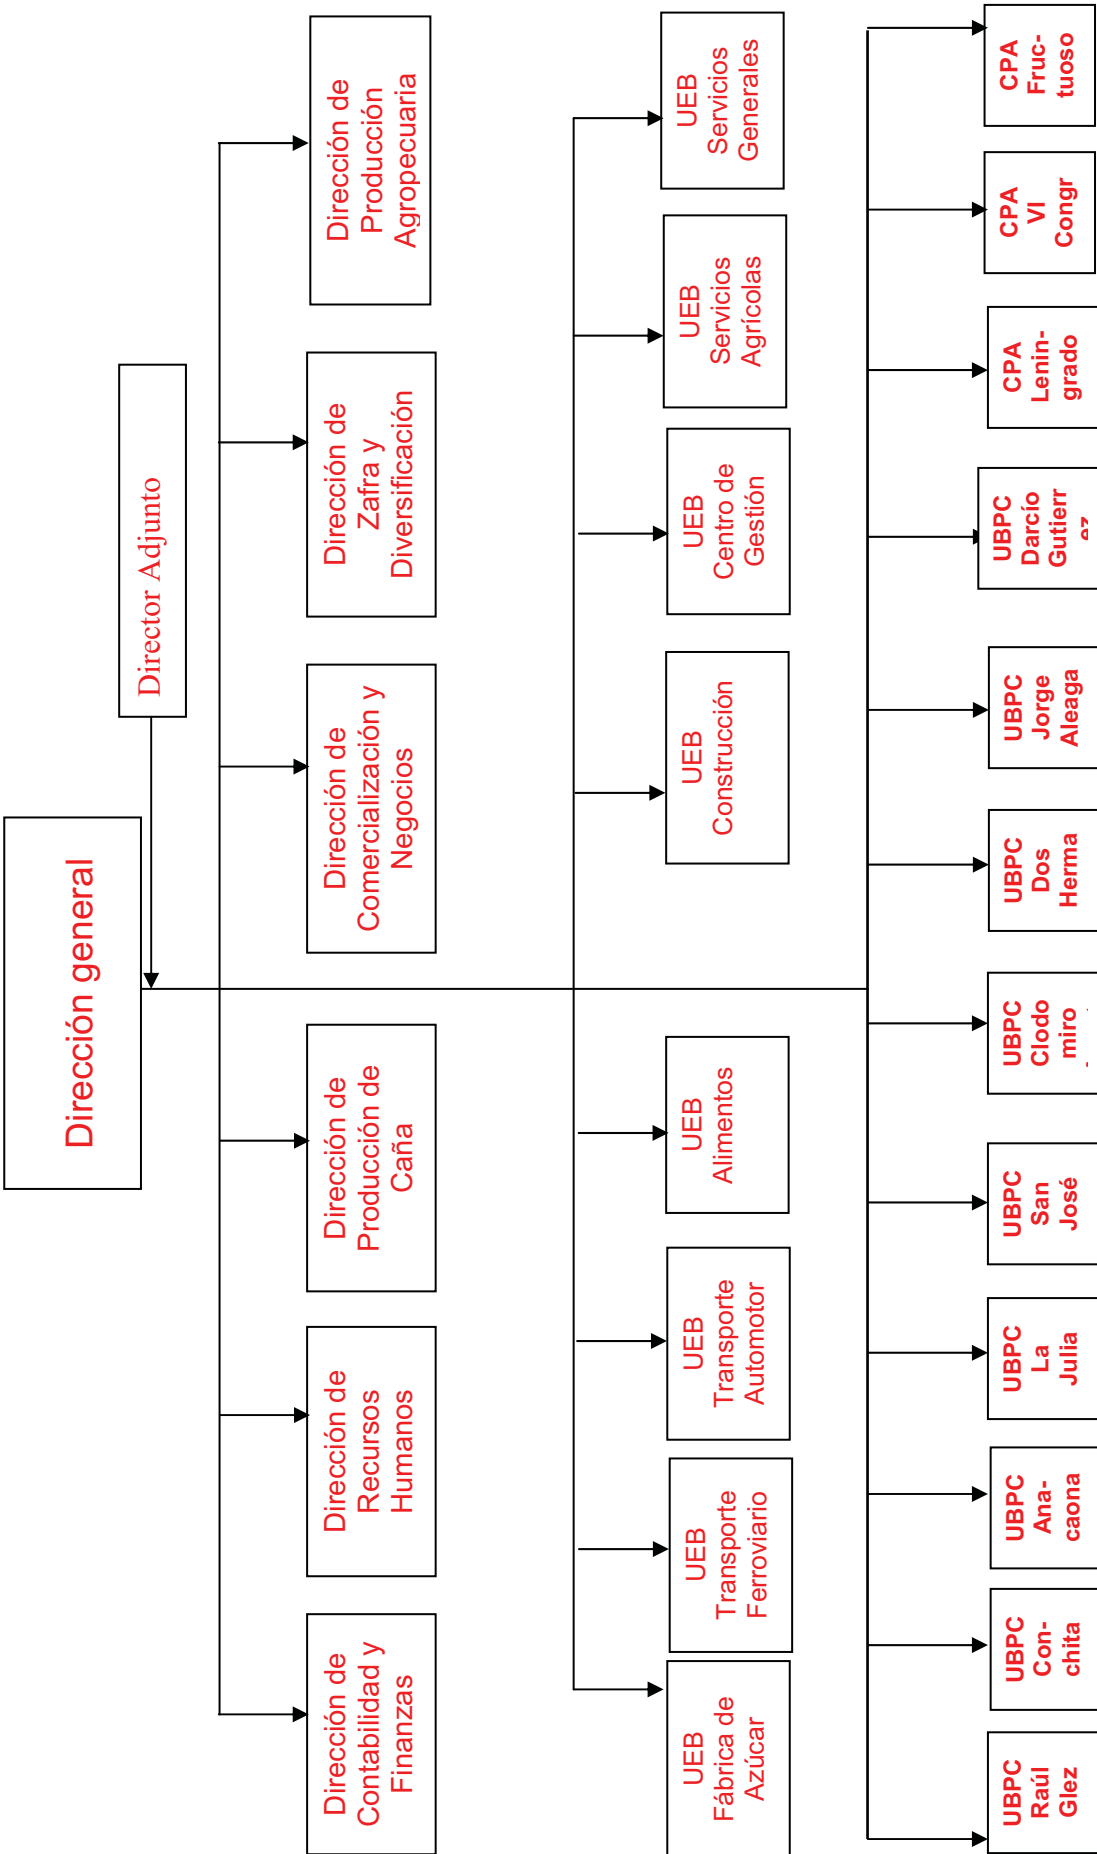 Dirección general
Director Adjunto
Dirección de
Contabilidad y
Finanzas
Dirección de
Recursos
Humanos
Dirección de
Producción de
Caña
Dirección de
Comercialización y
Negocios
Dirección de
Zafra y
Diversificación
Dirección de
Producción
Agropecuaria
UEB
Fábrica de
Azúcar
UEB
Transporte
Ferroviario
UEB
Transporte
Automotor
UEB
Alimentos
UEB
Construcción
UEB
Centro de
Gestión
UEB
Servicios
Agrícolas
UEB
Servicios
Generales
UBPC
Raúl
Glez
UBPC
Con-
chita
UBPC
Ana-
caona
UBPC
La
Julia
UBPC
San
José
UBPC
Clodo
miro
UBPC
Dos
Herma
UBPC
Jorge
Aleaga
UBPC
Darcío
Gutierr
ez
CPA
Lenin-
grado
CPA
VI
Congr
CPA
Fruc-
tuoso